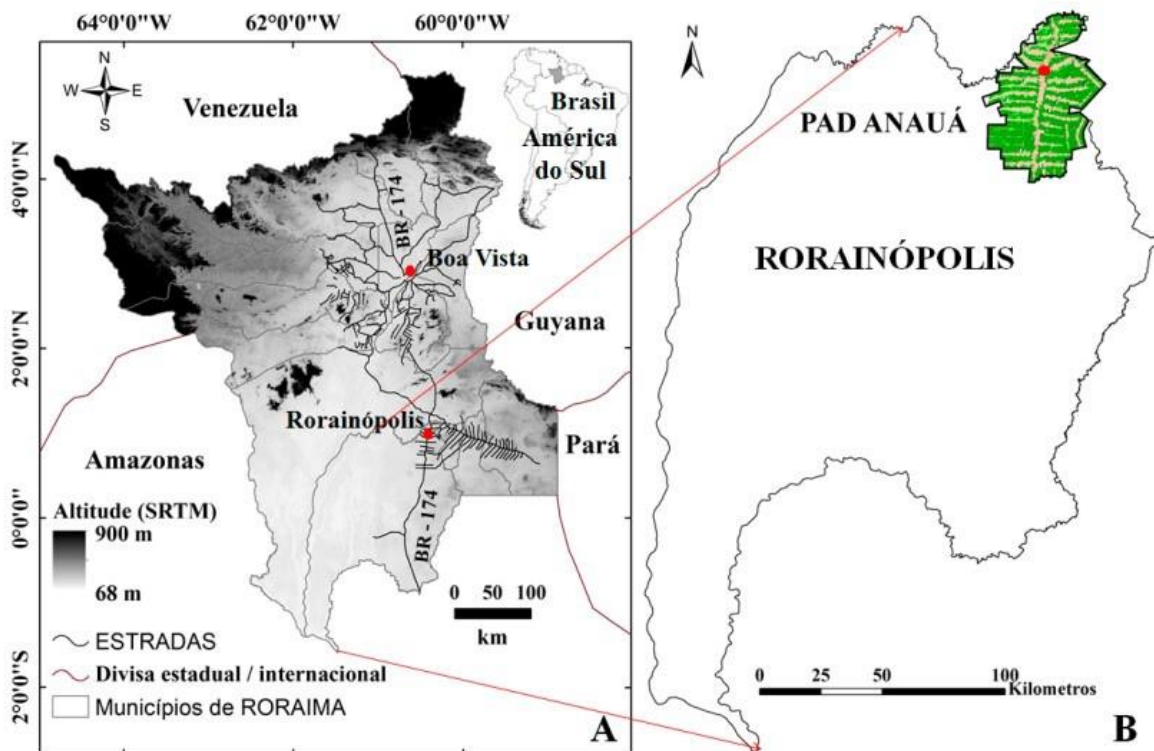 64°0'0"W
62°0'0"W
60°0'0"W
4°0'0"N
2°0'0"N
0°0'0"
2°0'0"S
N
W
E
S
Venezuela
Brasil
América
do Sul
BR - 174
Boa Vista
Guyana
Rorainópolis
Pará
Amazonas
BR - 174
Altitude (SRTM)
900 m
68 m
0 50 100
km
ESTRADAS
Divisa estadual / internacional
Municípios de RORAIMA
A
N
PAD ANAUÁ
RORAINÓPOLIS
0 25 50 100
Kilometros
B